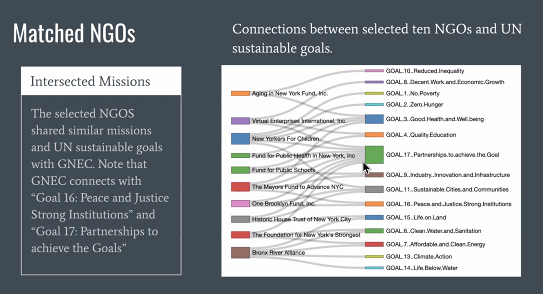 Matched NGOs
Connections between selected ten NGOs and UN
sustainable goals.
Intersected Missions
The selected NGOS
shared similar missions
and UN sustainable goals
with GNEC. Note that
GNEC connects with
“Goal 16: Peace and Justice
Strong Institutions” and
“Goal 17: Partnerships to
achieve the Goals”
Aging in New York Fund, Inc.
Virtual Enterprises International, Inc.
New Yorkers For Children
Fund for Public Health in New York, Inc
Fund for Public Schools
The Mayors Fund to Advance NYC
One Brooklyn Fund, Inc.
Historic House Trust of New York City
The Foundation for New York's Strongest
Bronx River Alliance
GOAL.10..Reduced.Inequality
GOAL.8..Decent.Work.and.Economic.Growth
GOAL.1..No.Poverty
GOAL.2..Zero.Hunger
GOAL.3..Good.Health.and.Well.being
GOAL.4..Quality.Education
GOAL.17..Partnerships.to.achieve.the.Goal
GOAL.9..Industry..Innovation.and.Infrastructure
GOAL.11..Sustainable.Cities.and.Communities
GOAL.16..Peace.and.Justice.Strong.Institutions
GOAL.15..Life.on.Land
GOAL.6..Clean.Water.and.Sanitation
GOAL.7..Affordable.and.Clean.Energy
GOAL.13..Climate.Action
GOAL.14..Life.Below.Water